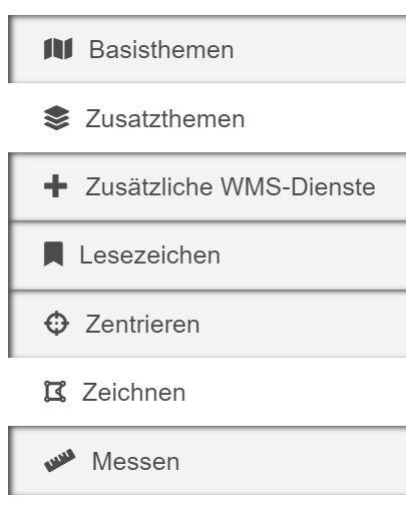 Basisthemen
Zusatzthemen
Zusätzliche WMS-Dienste
Lesezeichen
Zentrieren
Zeichnen
Messen